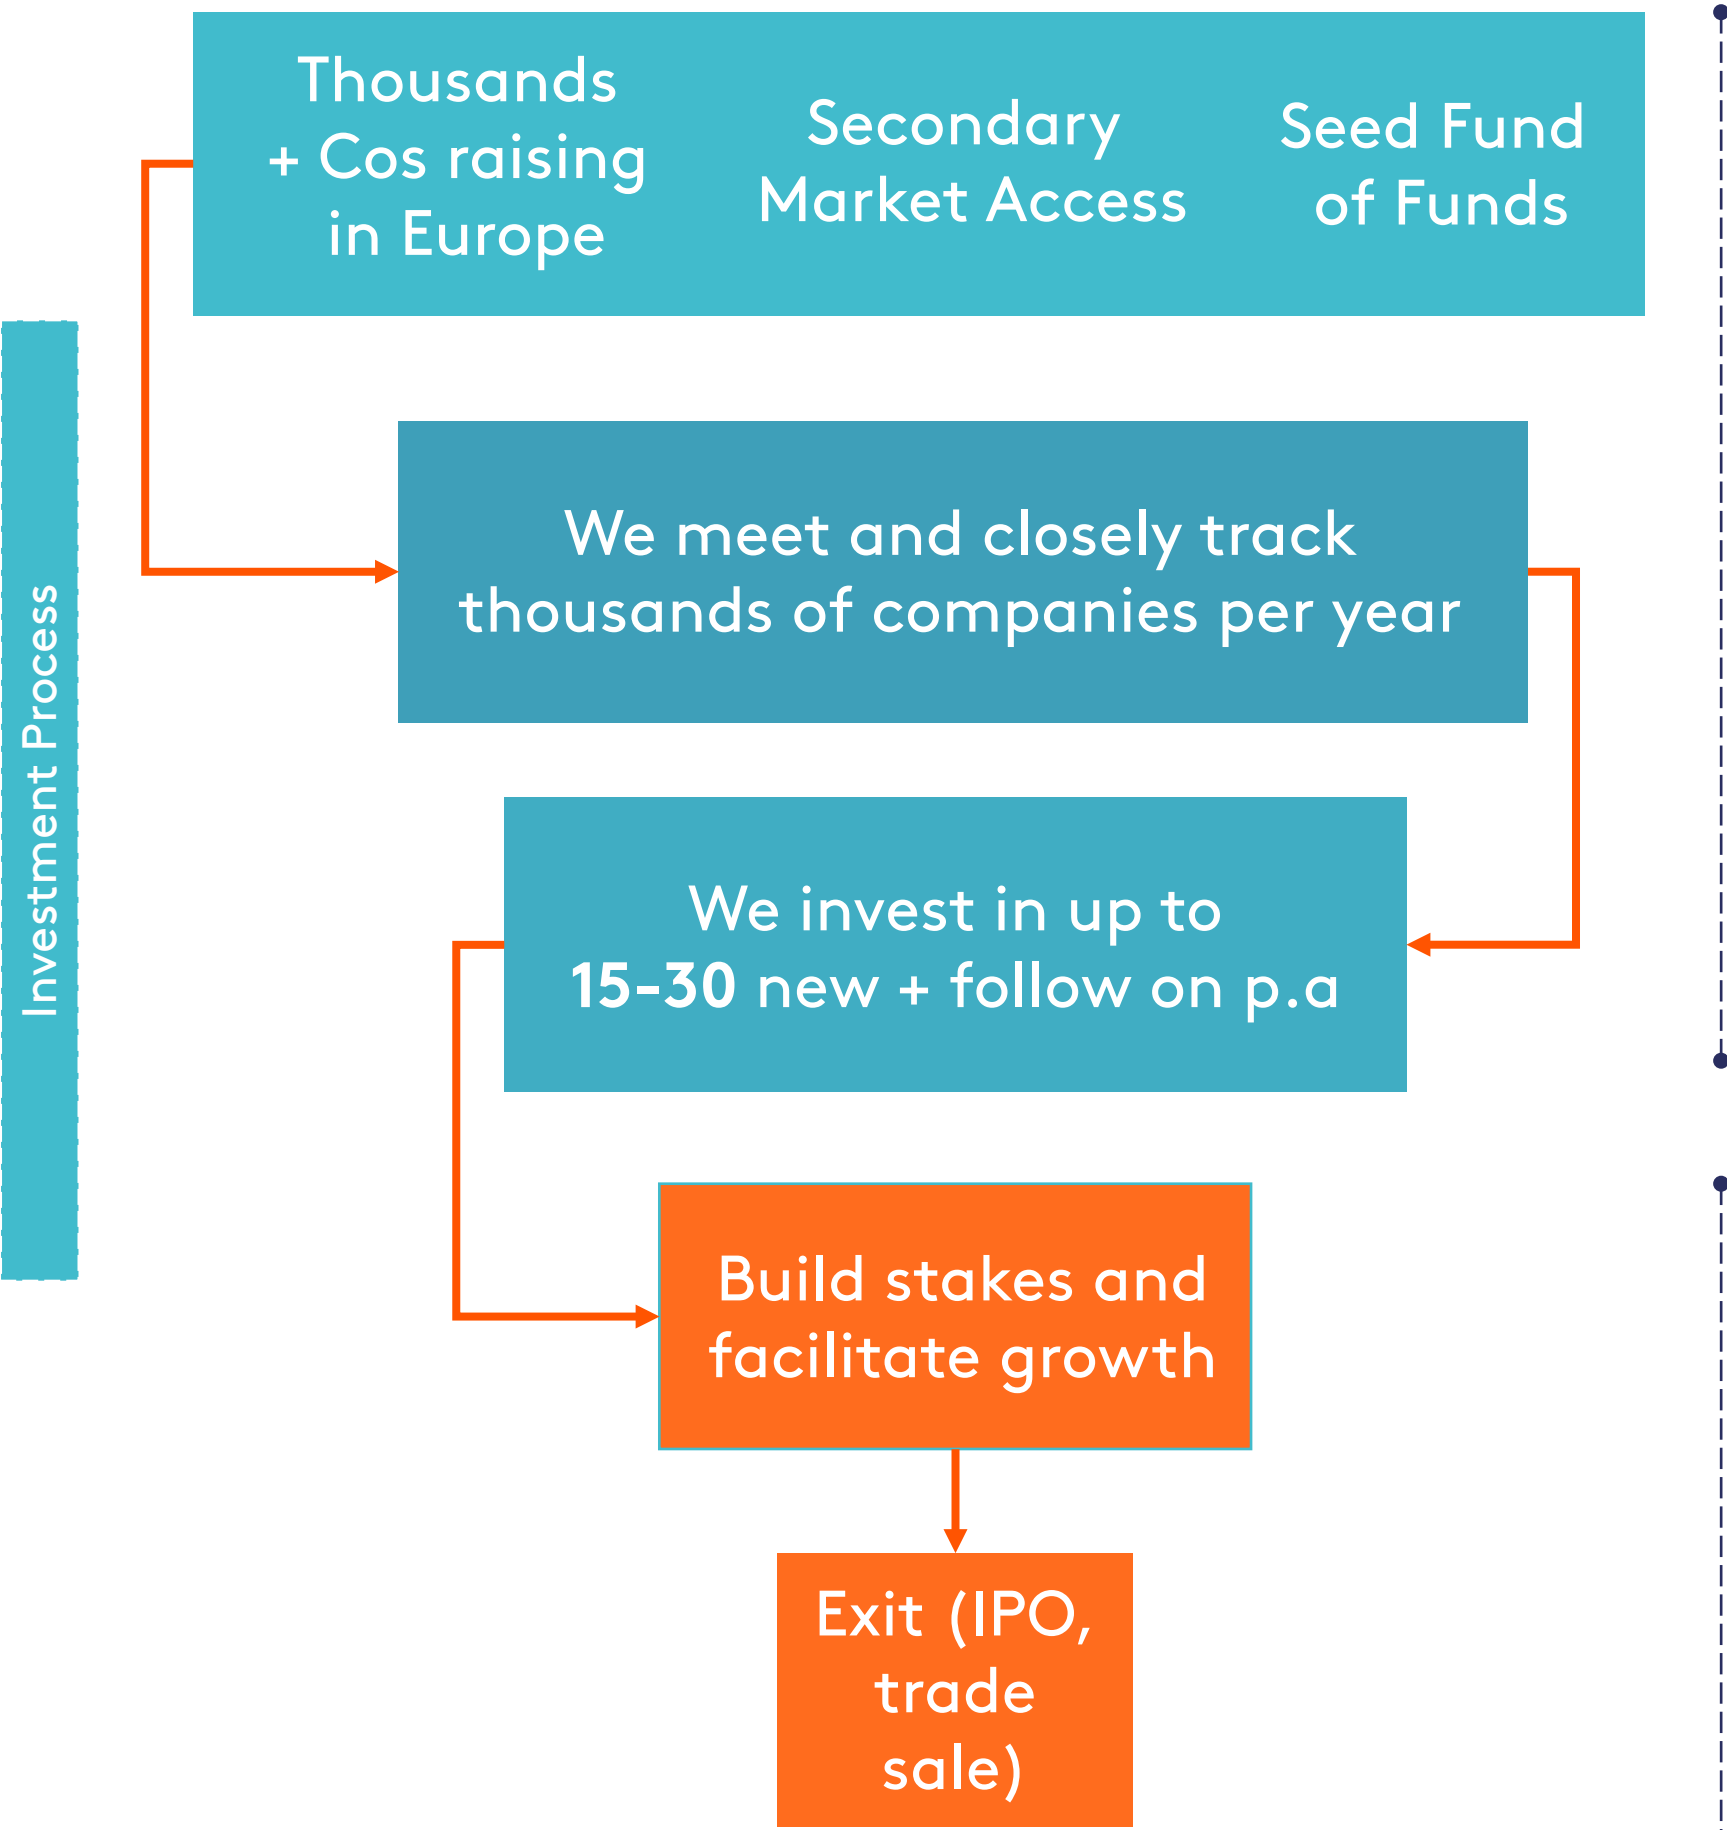 Thousands
+ Cos raising
in Europe
Secondary
Market Access
Seed Fund
of Funds
Investment Process
We meet and closely track
thousands of companies per year
We invest in up to
15-30 new + follow on p.a
Build stakes and
facilitate growth
Exit (IPO,
trade
sale)